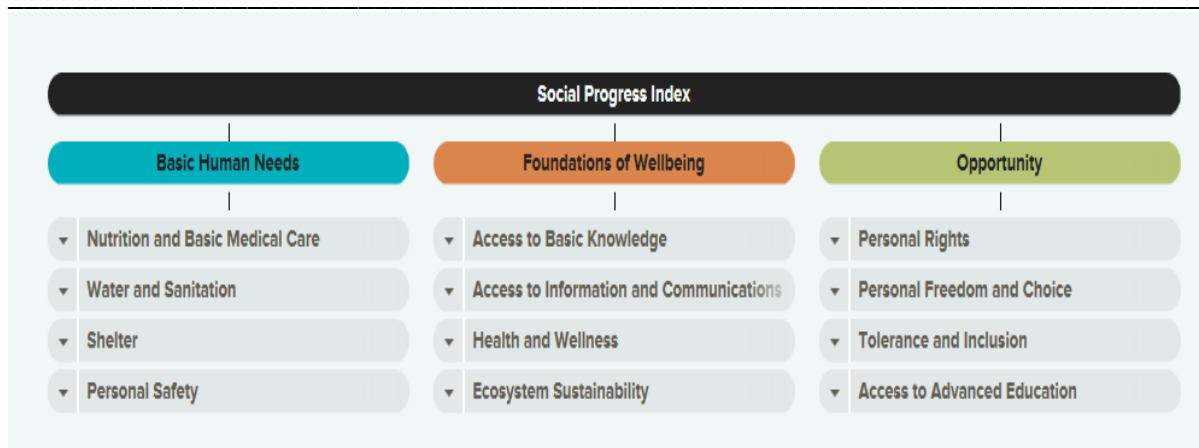 Social Progress Index
Basic Human Needs
Nutrition and Basic Medical Care
Water and Sanitation
Shelter
Personal Safety
Foundations of Wellbeing
Access to Basic Knowledge
Access to Information and Communications
Health and Wellness
Ecosystem Sustainability
Opportunity
Personal Rights
Personal Freedom and Choice
Tolerance and Inclusion
Access to Advanced Education